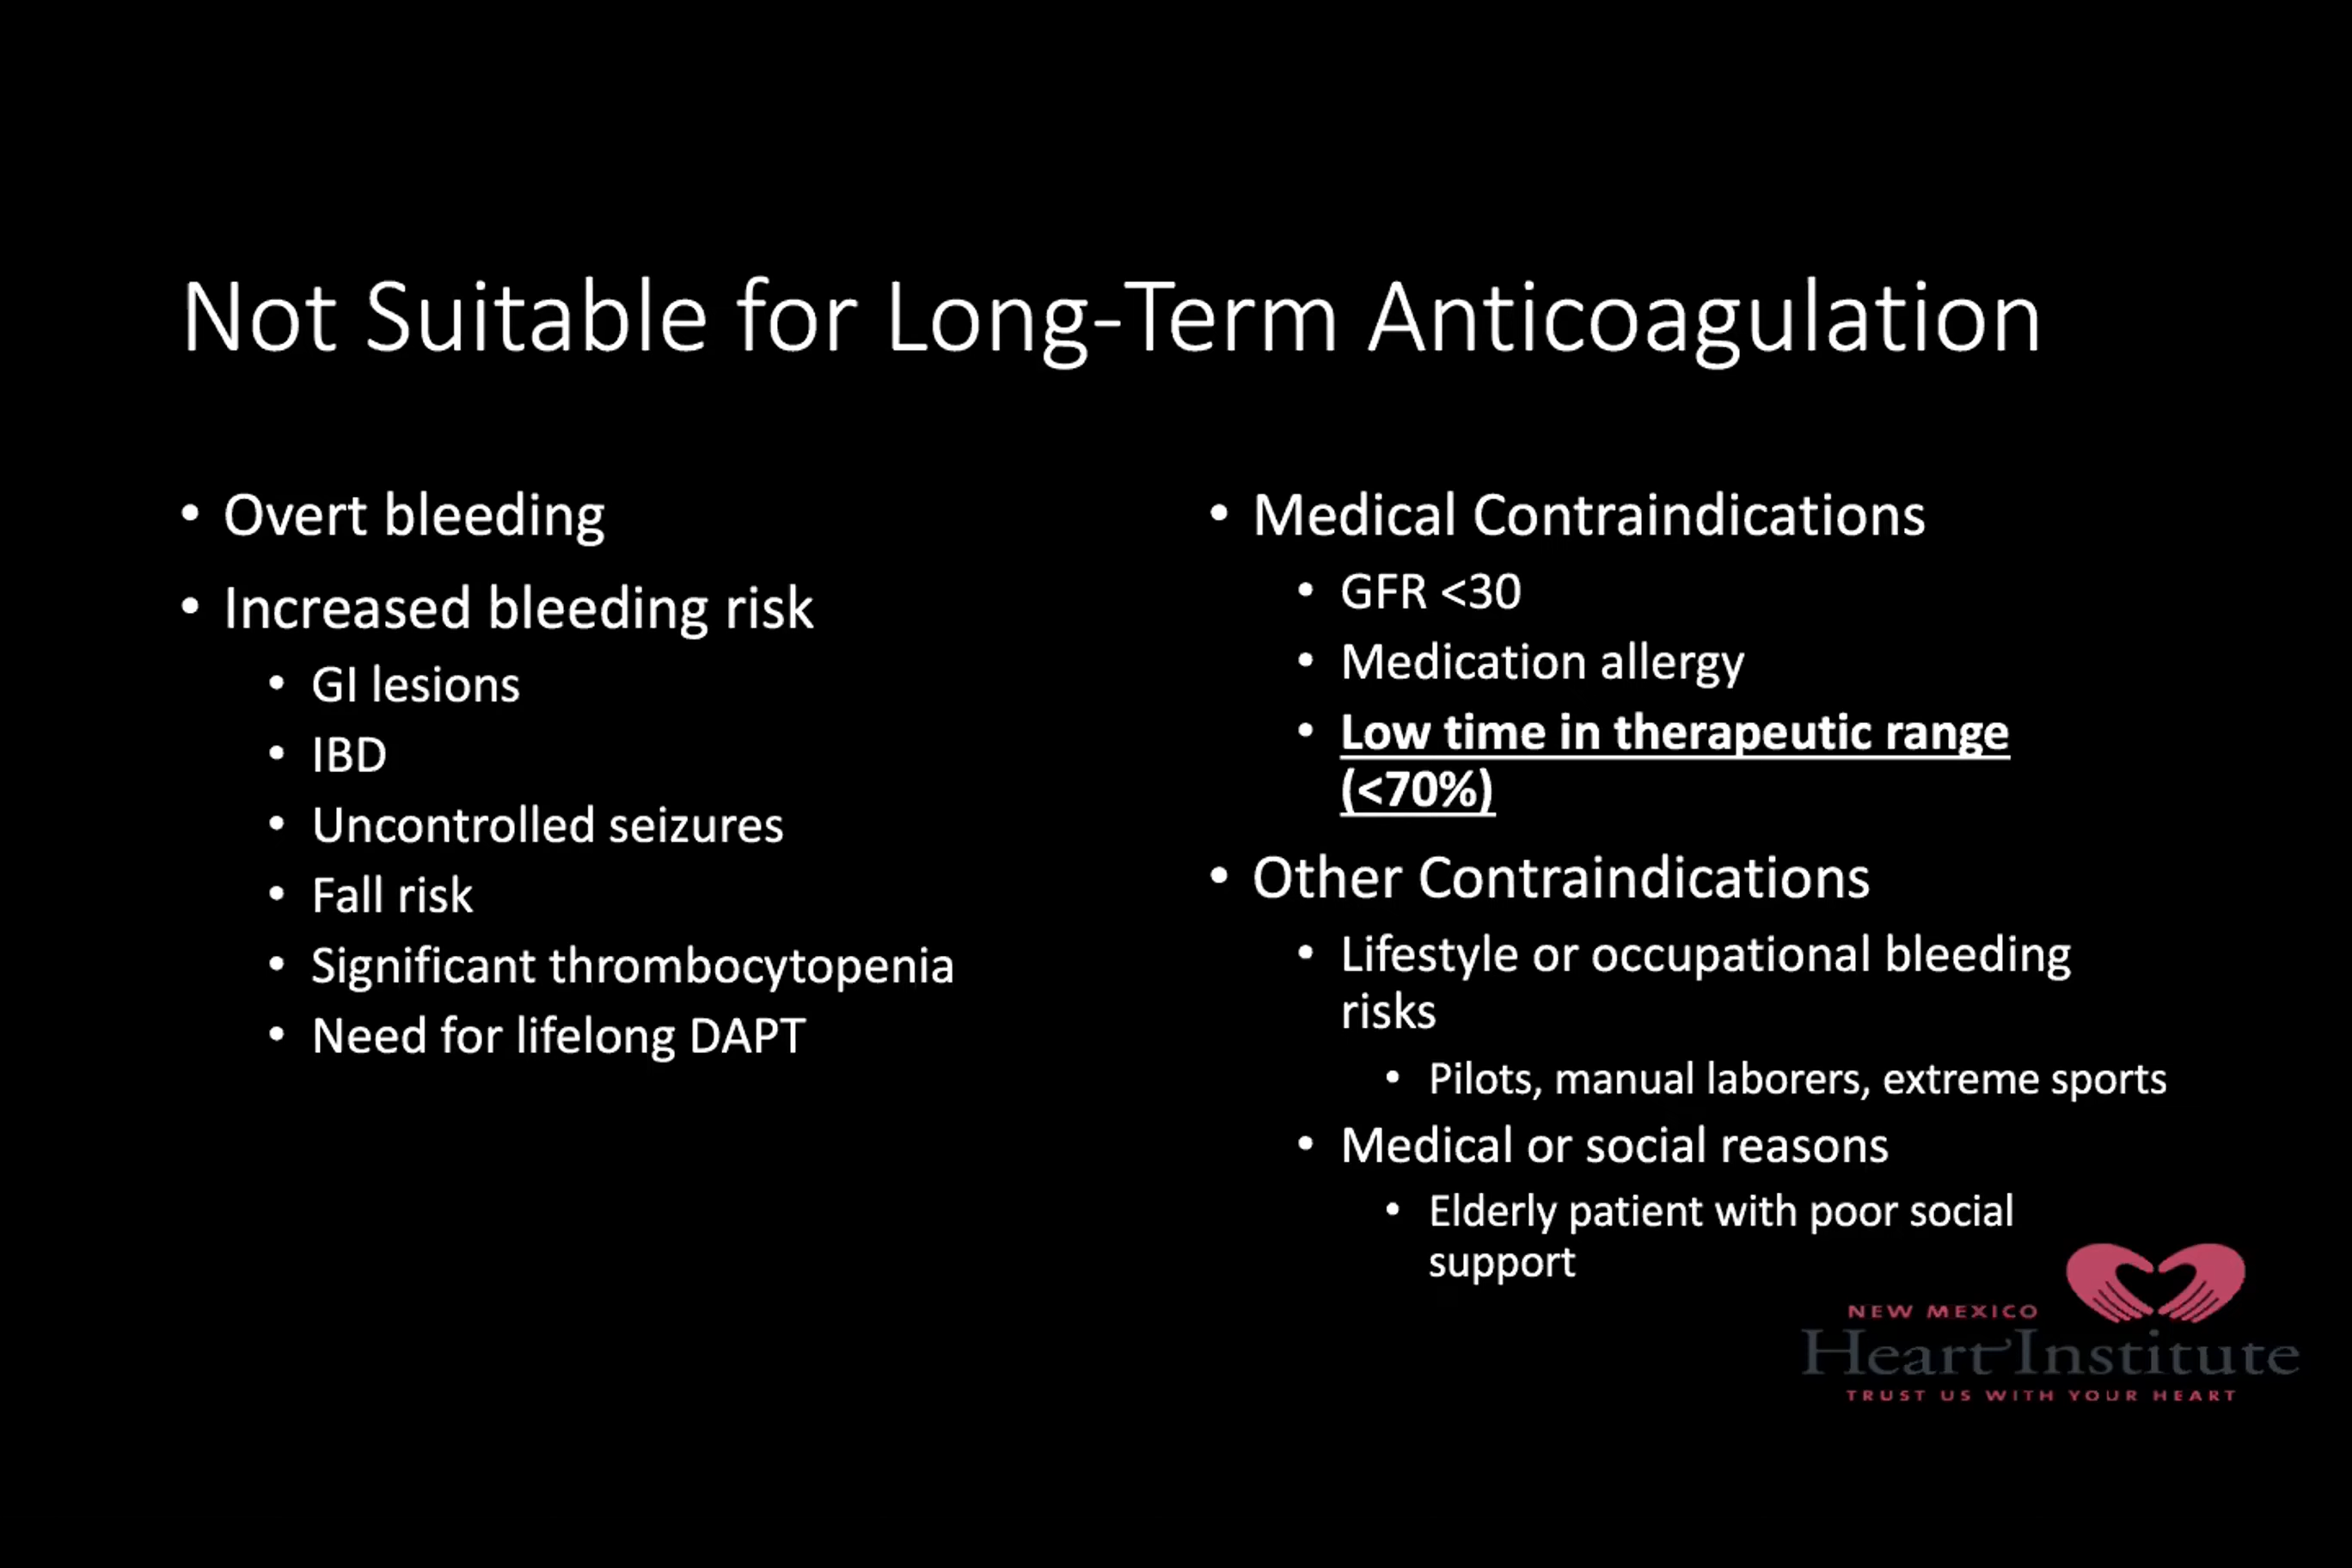 Not Suitable for Long-Term Anticoagulation
• Overt bleeding
• Increased bleeding risk
• GI lesions
• IBD
• Uncontrolled seizures
• Fall risk
• Significant thrombocytopenia
• Need for lifelong DAPT
• Medical Contraindications
• GFR <30
• Medication allergy
• Low time in therapeutic range
(<70%)
• Other Contraindications
• Lifestyle or occupational bleeding
risks
• Pilots, manual laborers, extreme sports
• Medical or social reasons
• Elderly patient with poor social
support
NEW MEXICO
Heart Institute
TRUST US WITH YOUR HEART